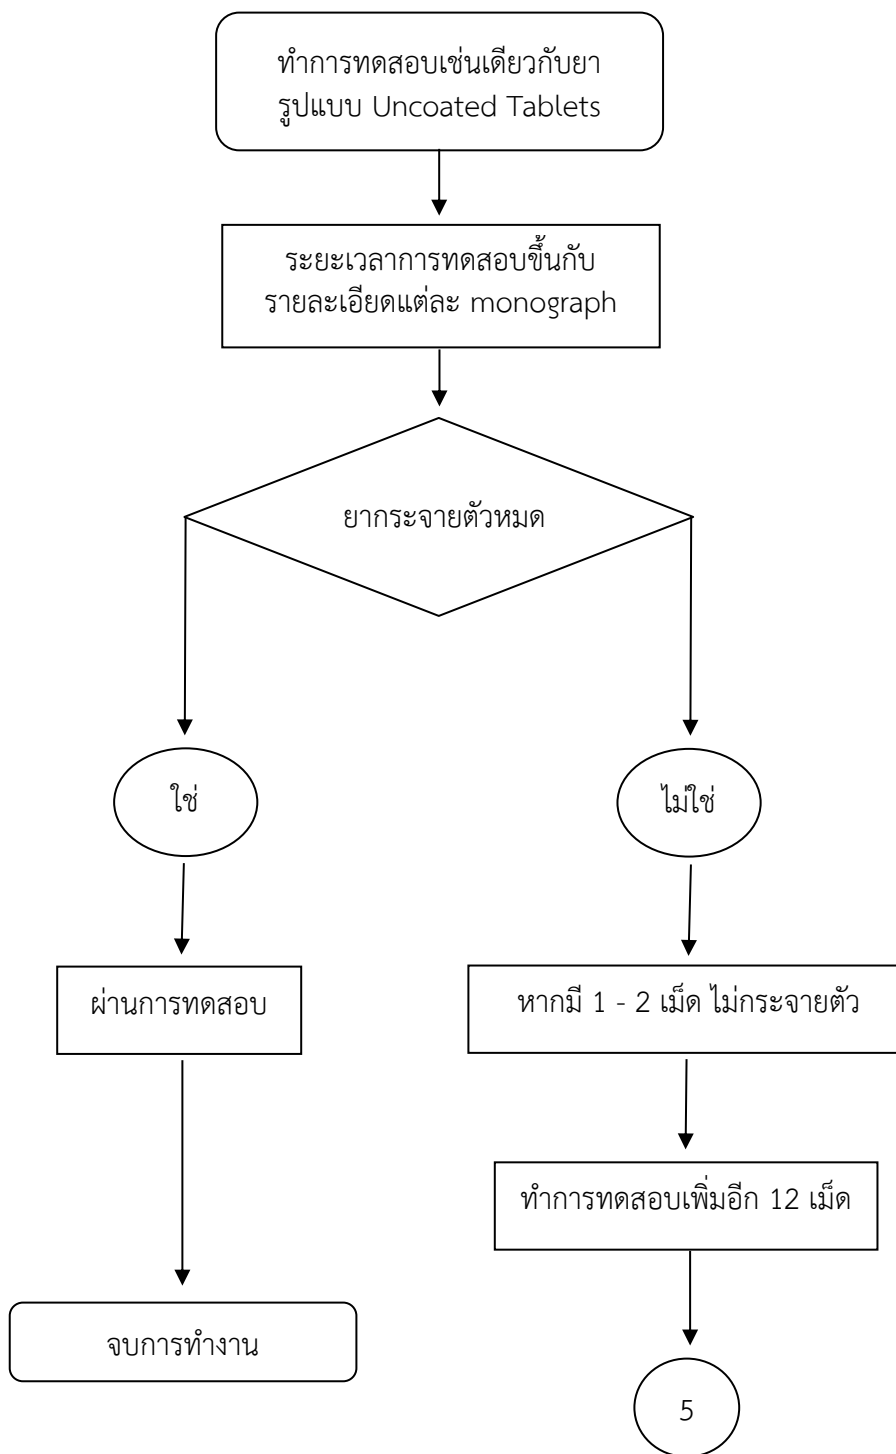 ทำการทดสอบเช่นเดียวกับยา
รูปแบบ Uncoated Tablets
ระยะเวลาการทดสอบขึ้นกับ
รายละเอียดแต่ละ monograph
ยากระจายตัวหมด
ใช่
ไม่ใช่
ผ่านการทดสอบ
หากมี 1 - 2 เม็ด ไม่กระจายตัว
ทำการทดสอบเพิ่มอีก 12 เม็ด
จบการทำงาน
5